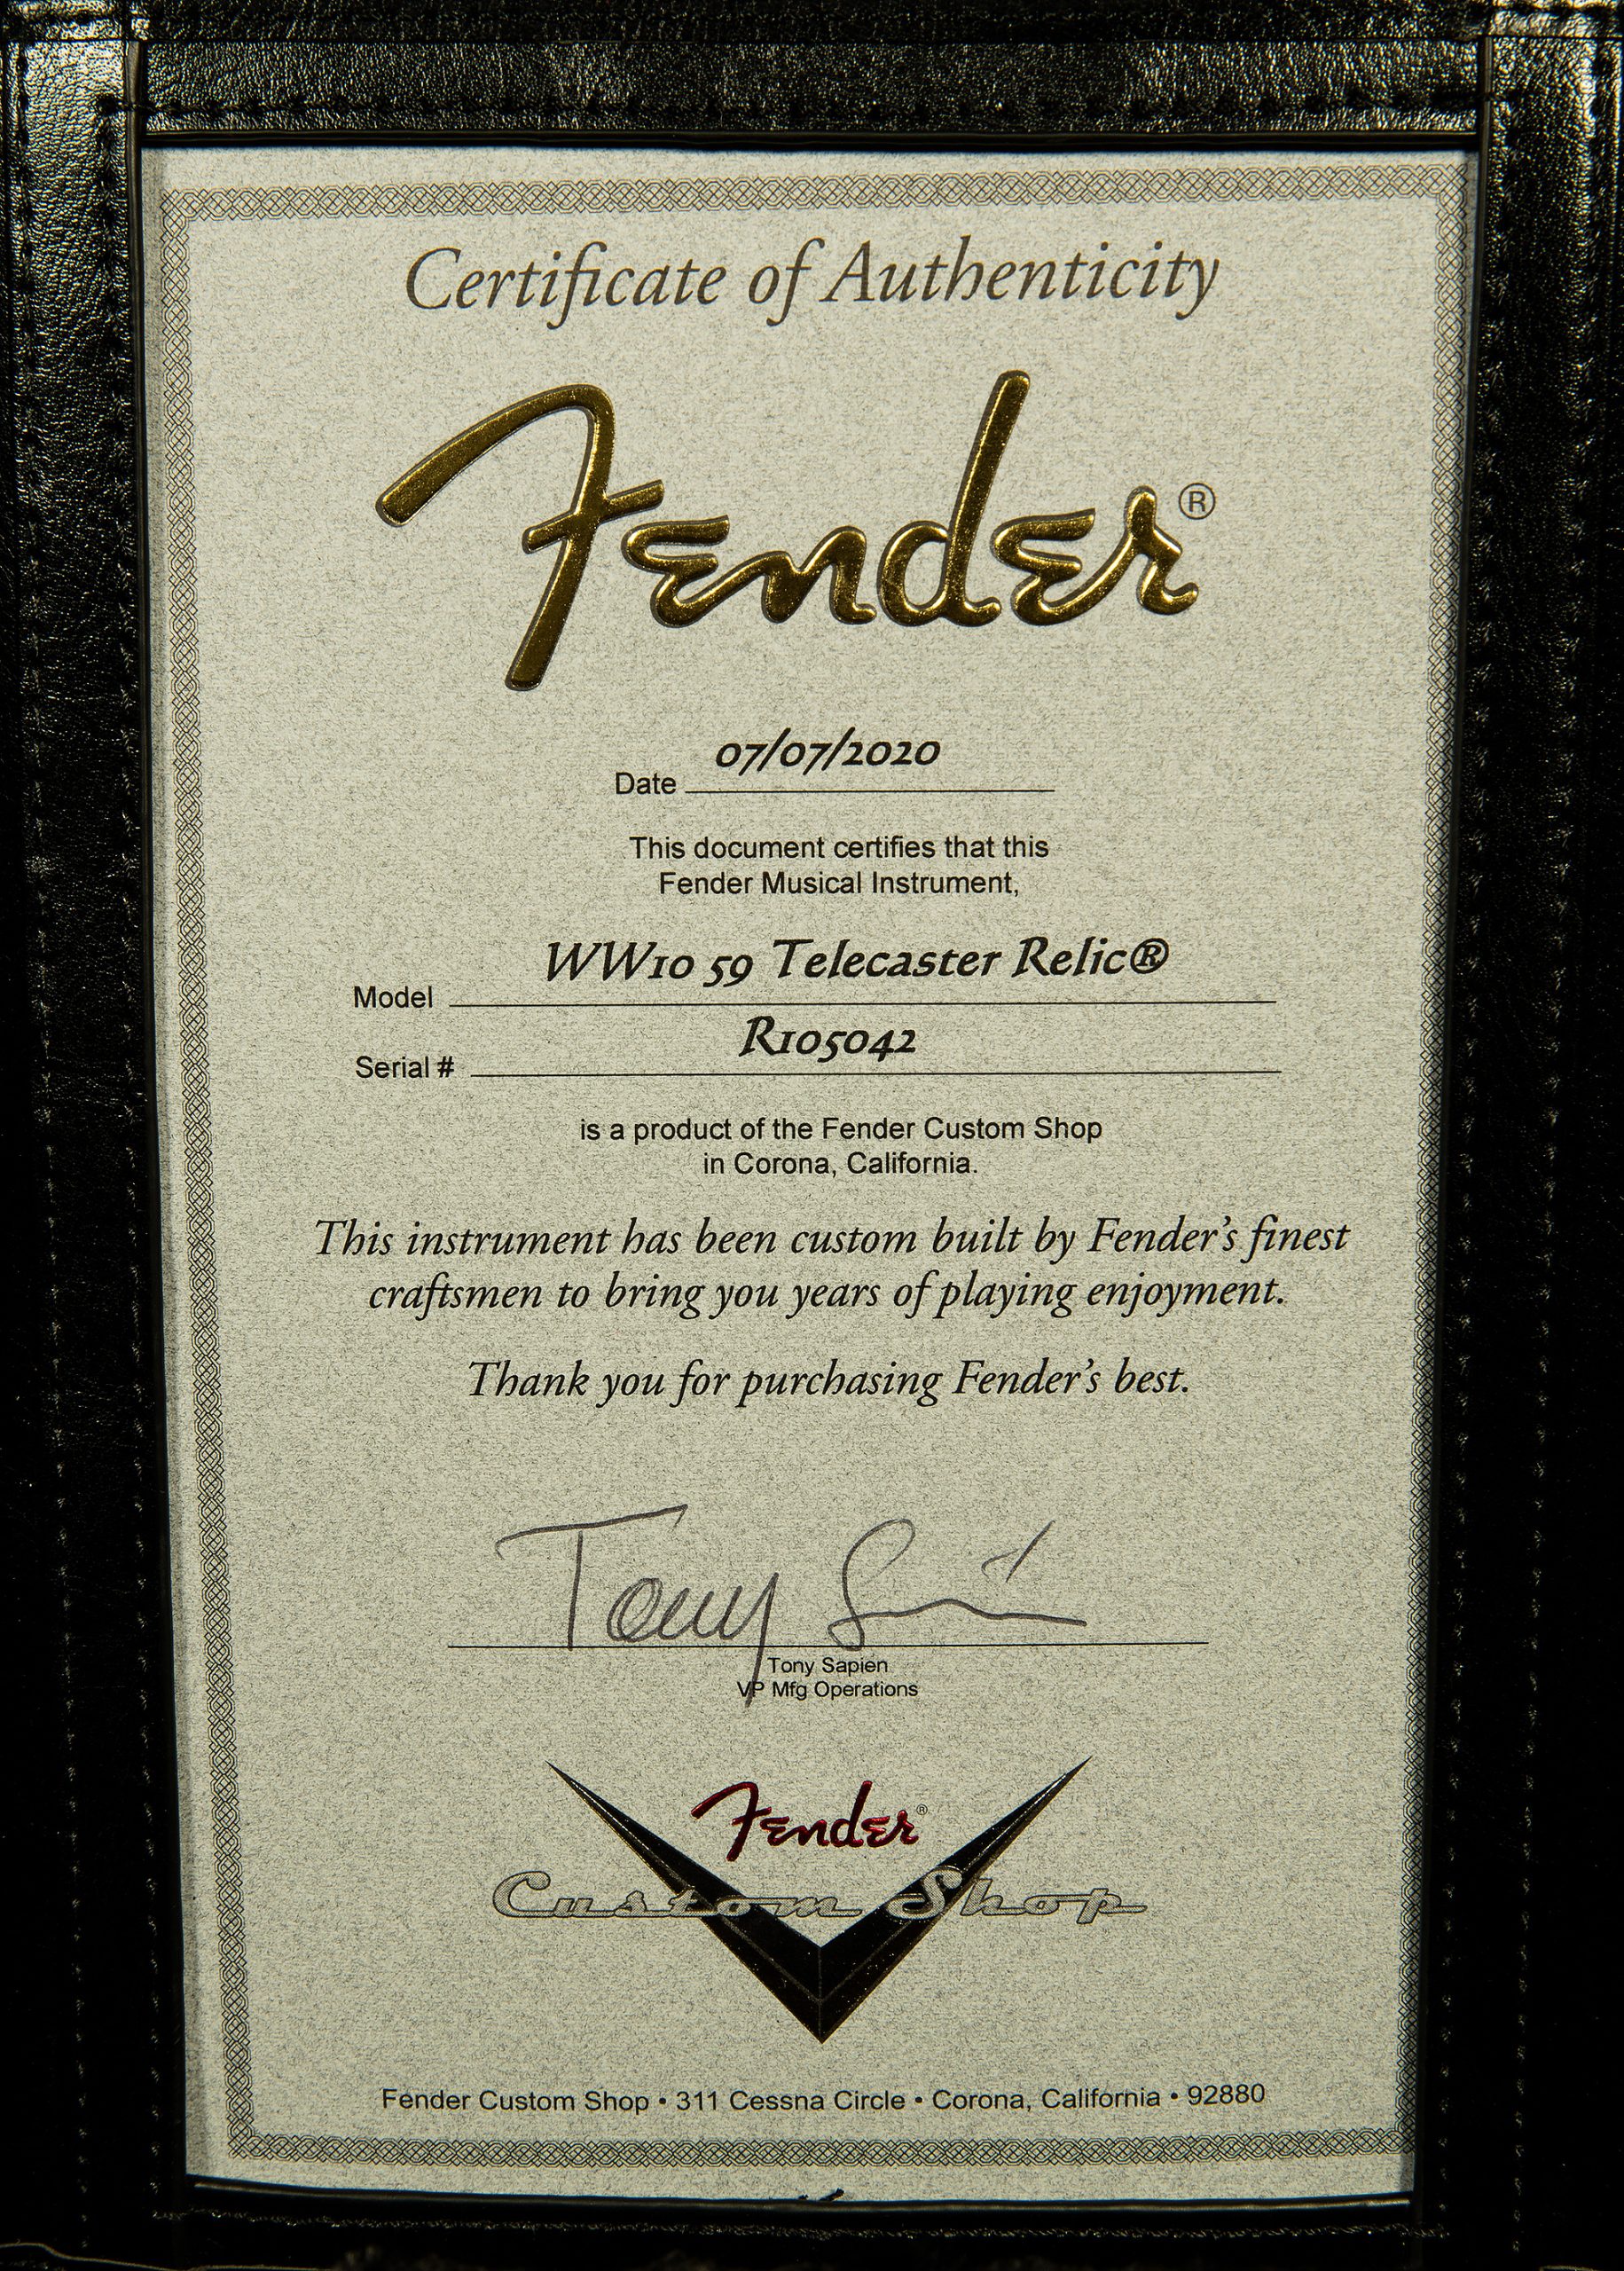 Certificate of Authenticity
Fender®
Date 07/07/2020
This document certifies that this
Fender Musical Instrument,
Model WW10 59 Telecaster Relic®
Serial # R105042
is a product of the Fender Custom Shop
in Corona, California.
This instrument has been custom built by Fender's finest
craftsmen to bring you years of playing enjoyment.
Thank you for purchasing Fender's best.
Tony Sapien
VP Mfg Operations
Fender®
Custom Shop
Fender Custom Shop • 311 Cessna Circle • Corona, California • 92880